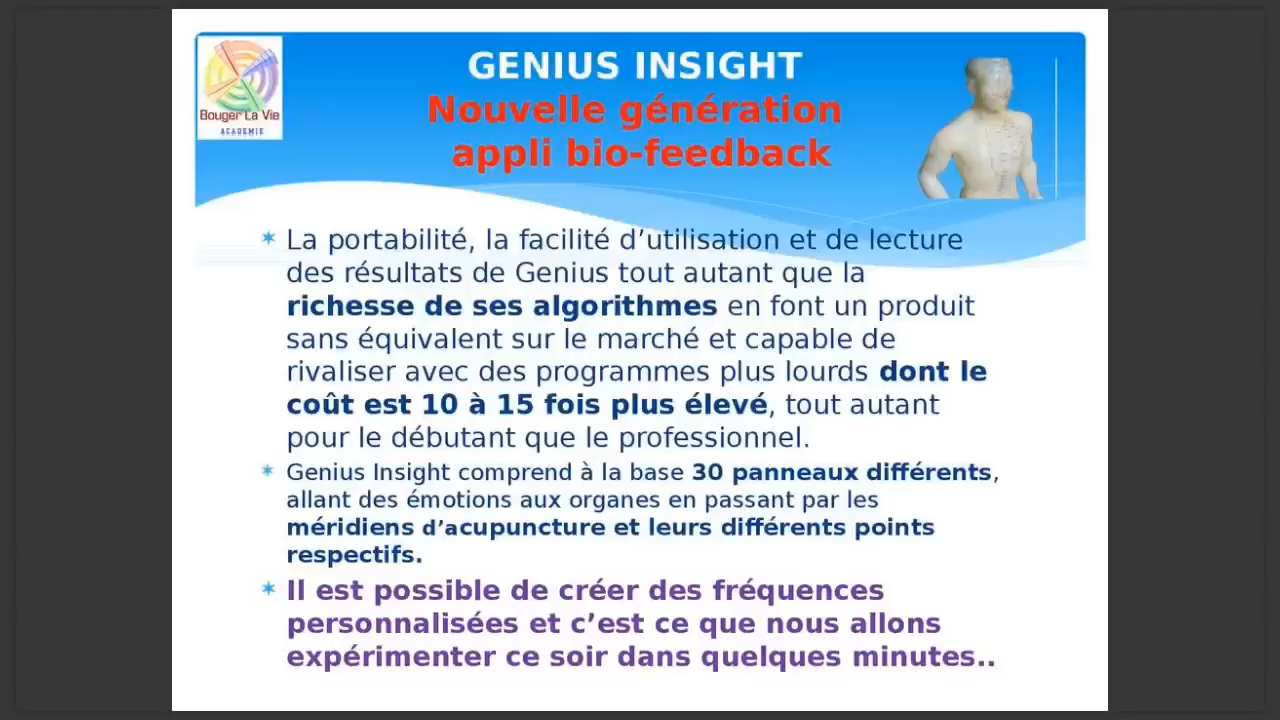 Bouger La Vie
ACADEMIE
GENIUS INSIGHT
Nouvelle génération
appli bio-feedback
La portabilité, la facilité d’utilisation et de lecture
des résultats de Genius tout autant que la
richesse de ses algorithmes en font un produit
sans équivalent sur le marché et capable de
rivaliser avec des programmes plus lourds dont le
coût est 10 à 15 fois plus élevé, tout autant
pour le débutant que le professionnel.
Genius Insight comprend à la base 30 panneaux différents,
allant des émotions aux organes en passant par les
méridiens d’acupuncture et leurs différents points
respectifs.
Il est possible de créer des fréquences
personnalisées et c’est ce que nous allons
expérimenter ce soir dans quelques minutes..